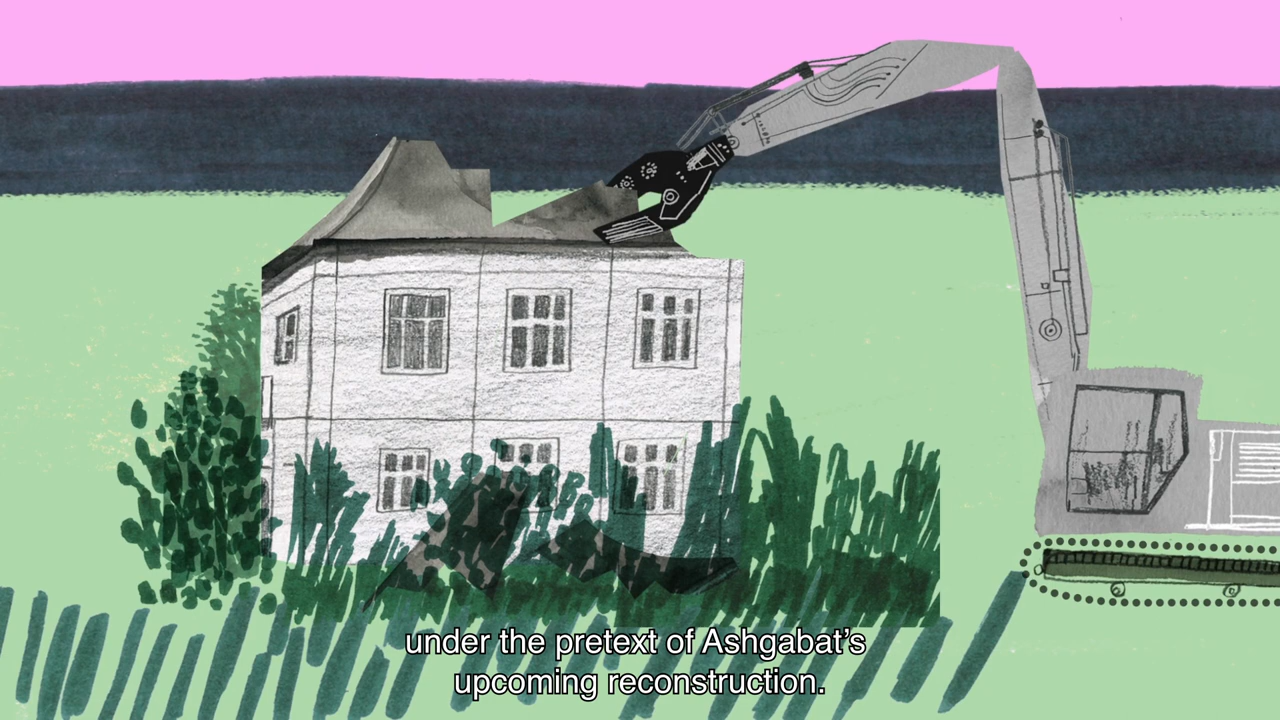 under the pretext of Ashgabat’s
upcoming reconstruction.